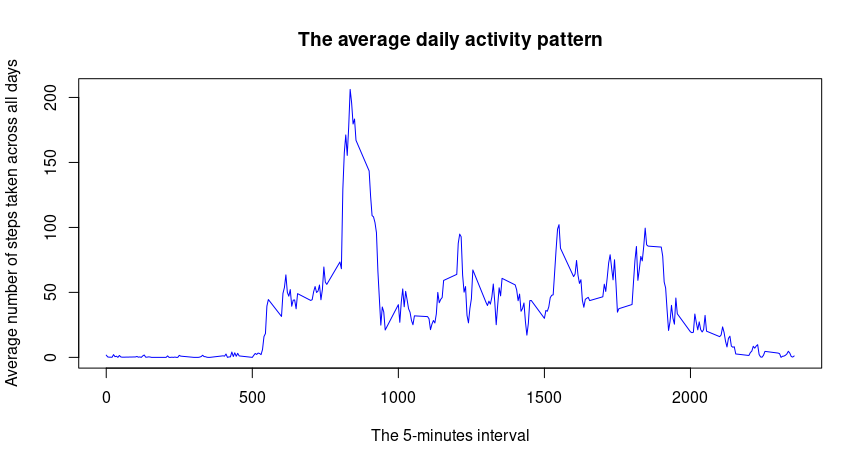 The average daily activity pattern
Average number of steps taken across all days
200
150
100
50
0
0 500 1000 1500 2000
The 5-minutes interval